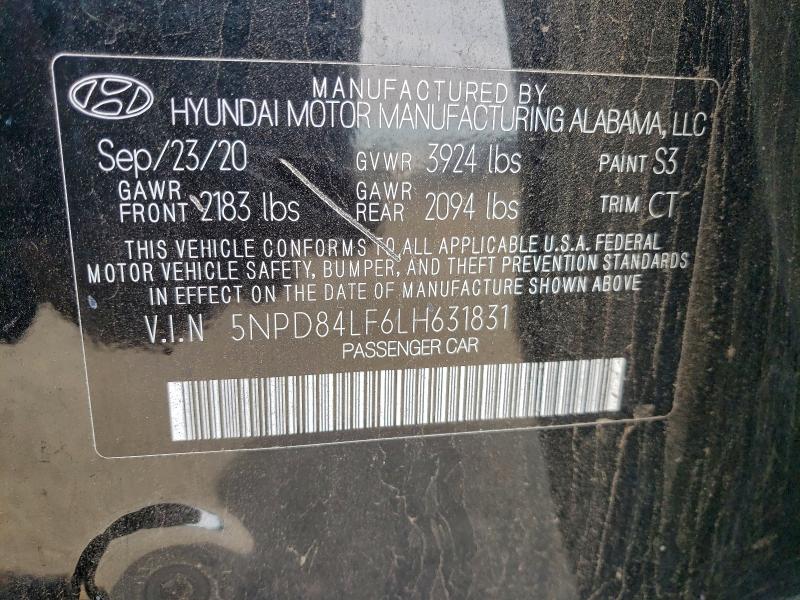 MANUFACTURED BY
HYUNDAI MOTOR MANUFACTURING ALABAMA, LLC
Sep/23/20 GVWR 3924 lbs PAINT S3
GAWR FRONT 2183 lbs GAWR REAR 2094 lbs TRIM CT
THIS VEHICLE CONFORMS TO ALL APPLICABLE U.S.A. FEDERAL
MOTOR VEHICLE SAFETY, BUMPER, AND THEFT PREVENTION STANDARDS
IN EFFECT ON THE DATE OF MANUFACTURE SHOWN ABOVE
V.I.N 5NPD84LF6LH631831
PASSENGER CAR